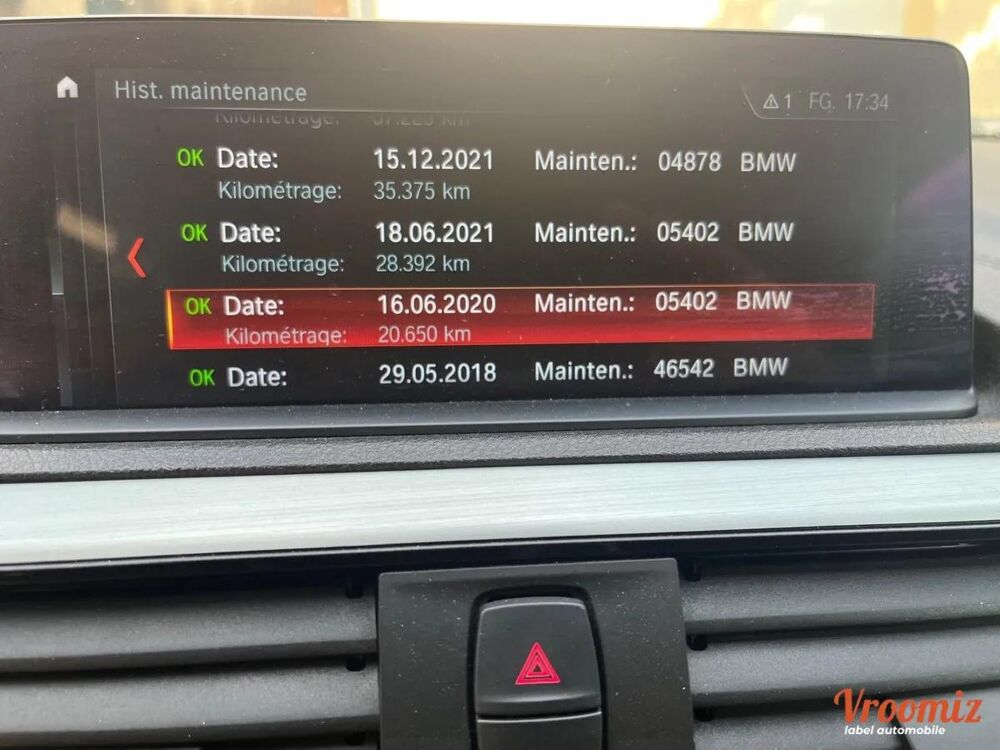 Hist. maintenance
1 FG. 17:34
Kilométrage: km
OK Date: 15.12.2021 Mainten.: 04878 BMW
Kilométrage: 35.375 km
OK Date: 18.06.2021 Mainten.: 05402 BMW
Kilométrage: 28.392 km
OK Date: 16.06.2020 Mainten.: 05402 BMW
Kilométrage: 20.650 km
OK Date: 29.05.2018 Mainten.: 46542 BMW
Vroomiz
label automobile